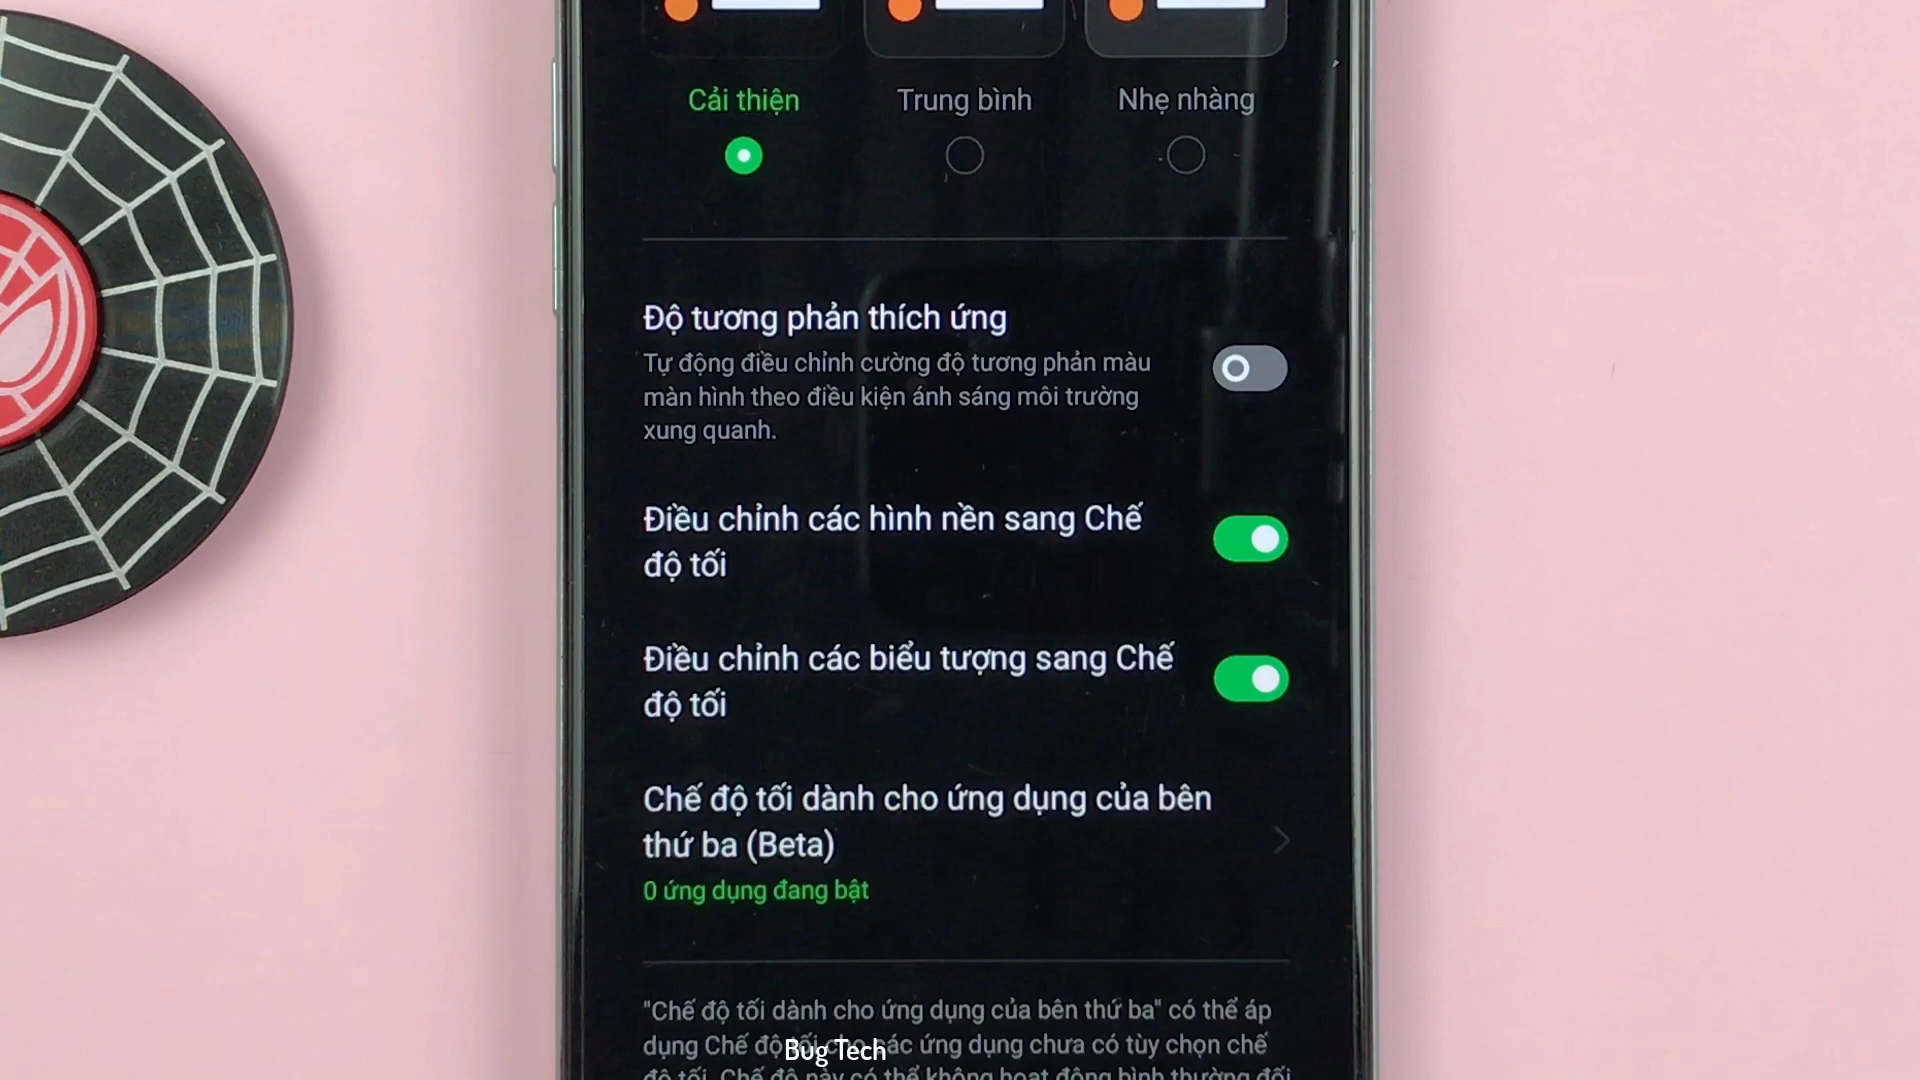 Cải thiện Trung bình Nhẹ nhàng
Độ tương phản thích ứng
Tự động điều chỉnh cường độ tương phản màu
màn hình theo điều kiện ánh sáng môi trường
xung quanh.
Điều chỉnh các hình nền sang Chế
độ tối
Điều chỉnh các biểu tượng sang Chế
độ tối
Chế độ tối dành cho ứng dụng của bên
thứ ba (Beta)
0 ứng dụng đang bật
"Chế độ tối dành cho ứng dụng của bên thứ ba" có thể áp
dụng Chế độ tối cho các ứng dụng chưa có tùy chọn chế
độ tối. Chế độ này có thể không hoạt động bình thường đối
Bug Tech